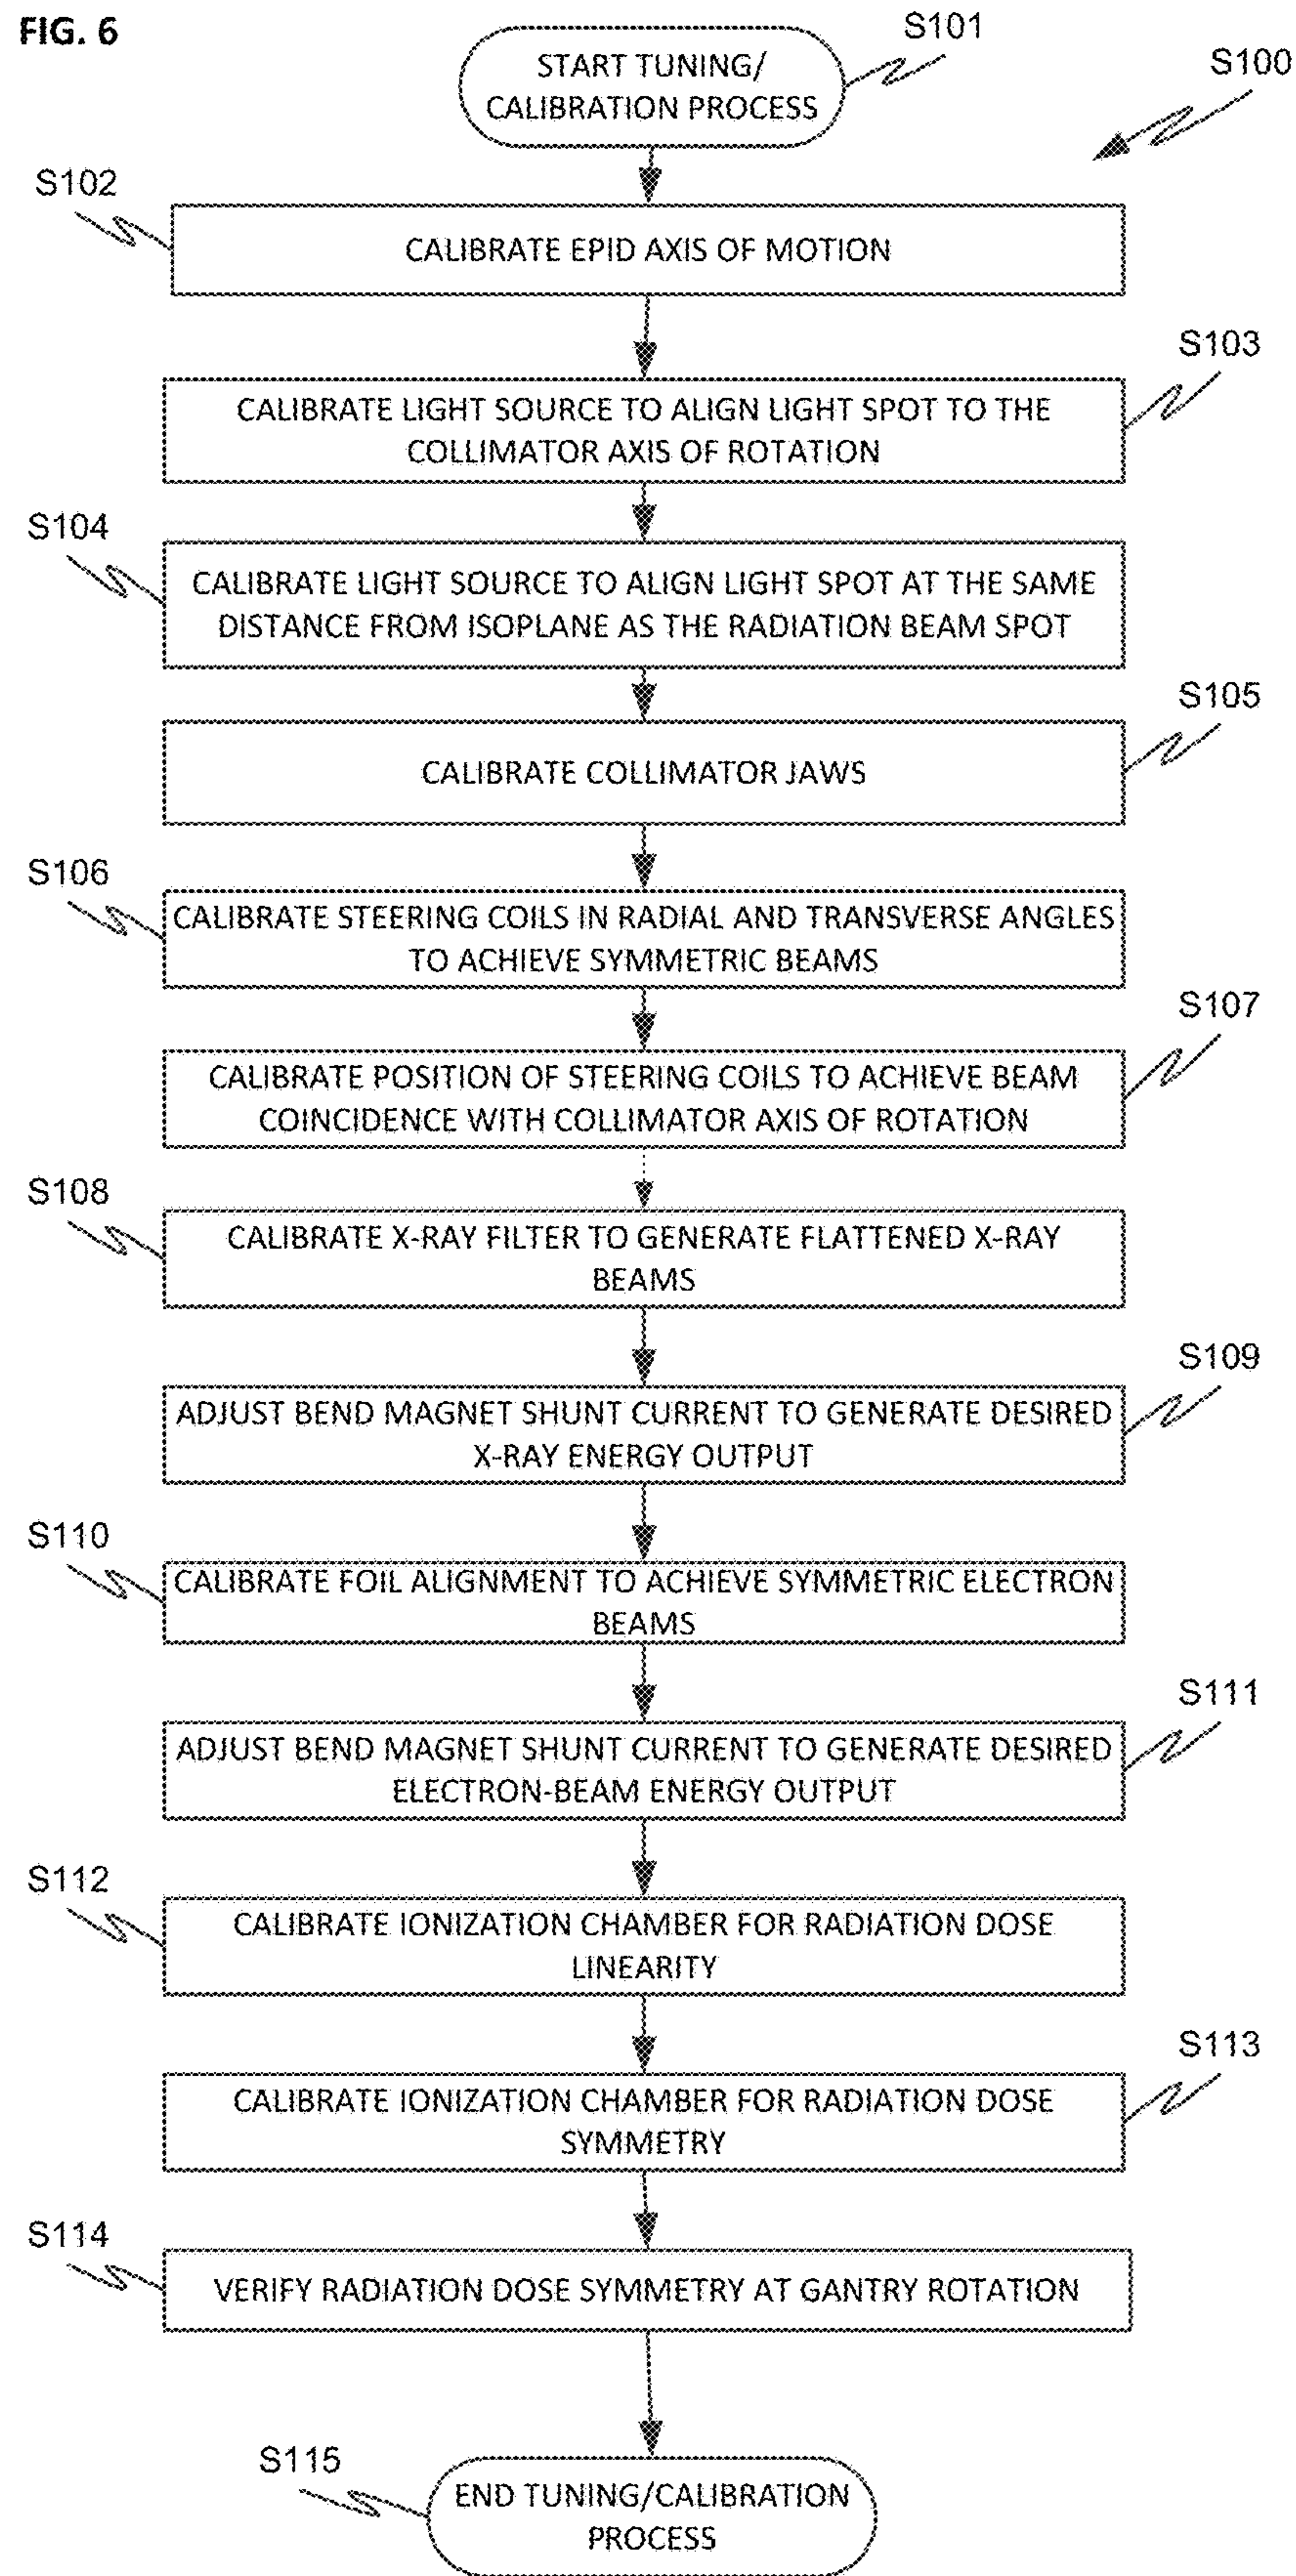 FIG. 6
S101
START TUNING/
CALIBRATION PROCESS
S100
S102
CALIBRATE EPID AXIS OF MOTION
S103
CALIBRATE LIGHT SOURCE TO ALIGN LIGHT SPOT TO THE
COLLIMATOR AXIS OF ROTATION
S104
CALIBRATE LIGHT SOURCE TO ALIGN LIGHT SPOT AT THE SAME
DISTANCE FROM ISOPLANE AS THE RADIATION BEAM SPOT
S105
CALIBRATE COLLIMATOR JAWS
S106
CALIBRATE STEERING COILS IN RADIAL AND TRANSVERSE ANGLES
TO ACHIEVE SYMMETRIC BEAMS
S107
CALIBRATE POSITION OF STEERING COILS TO ACHIEVE BEAM
COINCIDENCE WITH COLLIMATOR AXIS OF ROTATION
S108
CALIBRATE X-RAY FILTER TO GENERATE FLATTENED X-RAY
BEAMS
S109
ADJUST BEND MAGNET SHUNT CURRENT TO GENERATE DESIRED
X-RAY ENERGY OUTPUT
S110
CALIBRATE FOIL ALIGNMENT TO ACHIEVE SYMMETRIC ELECTRON
BEAMS
S111
ADJUST BEND MAGNET SHUNT CURRENT TO GENERATE DESIRED
ELECTRON-BEAM ENERGY OUTPUT
S112
CALIBRATE IONIZATION CHAMBER FOR RADIATION DOSE
LINEARITY
S113
CALIBRATE IONIZATION CHAMBER FOR RADIATION DOSE
SYMMETRY
S114
VERIFY RADIATION DOSE SYMMETRY AT GANTRY ROTATION
S115
END TUNING/CALIBRATION
PROCESS